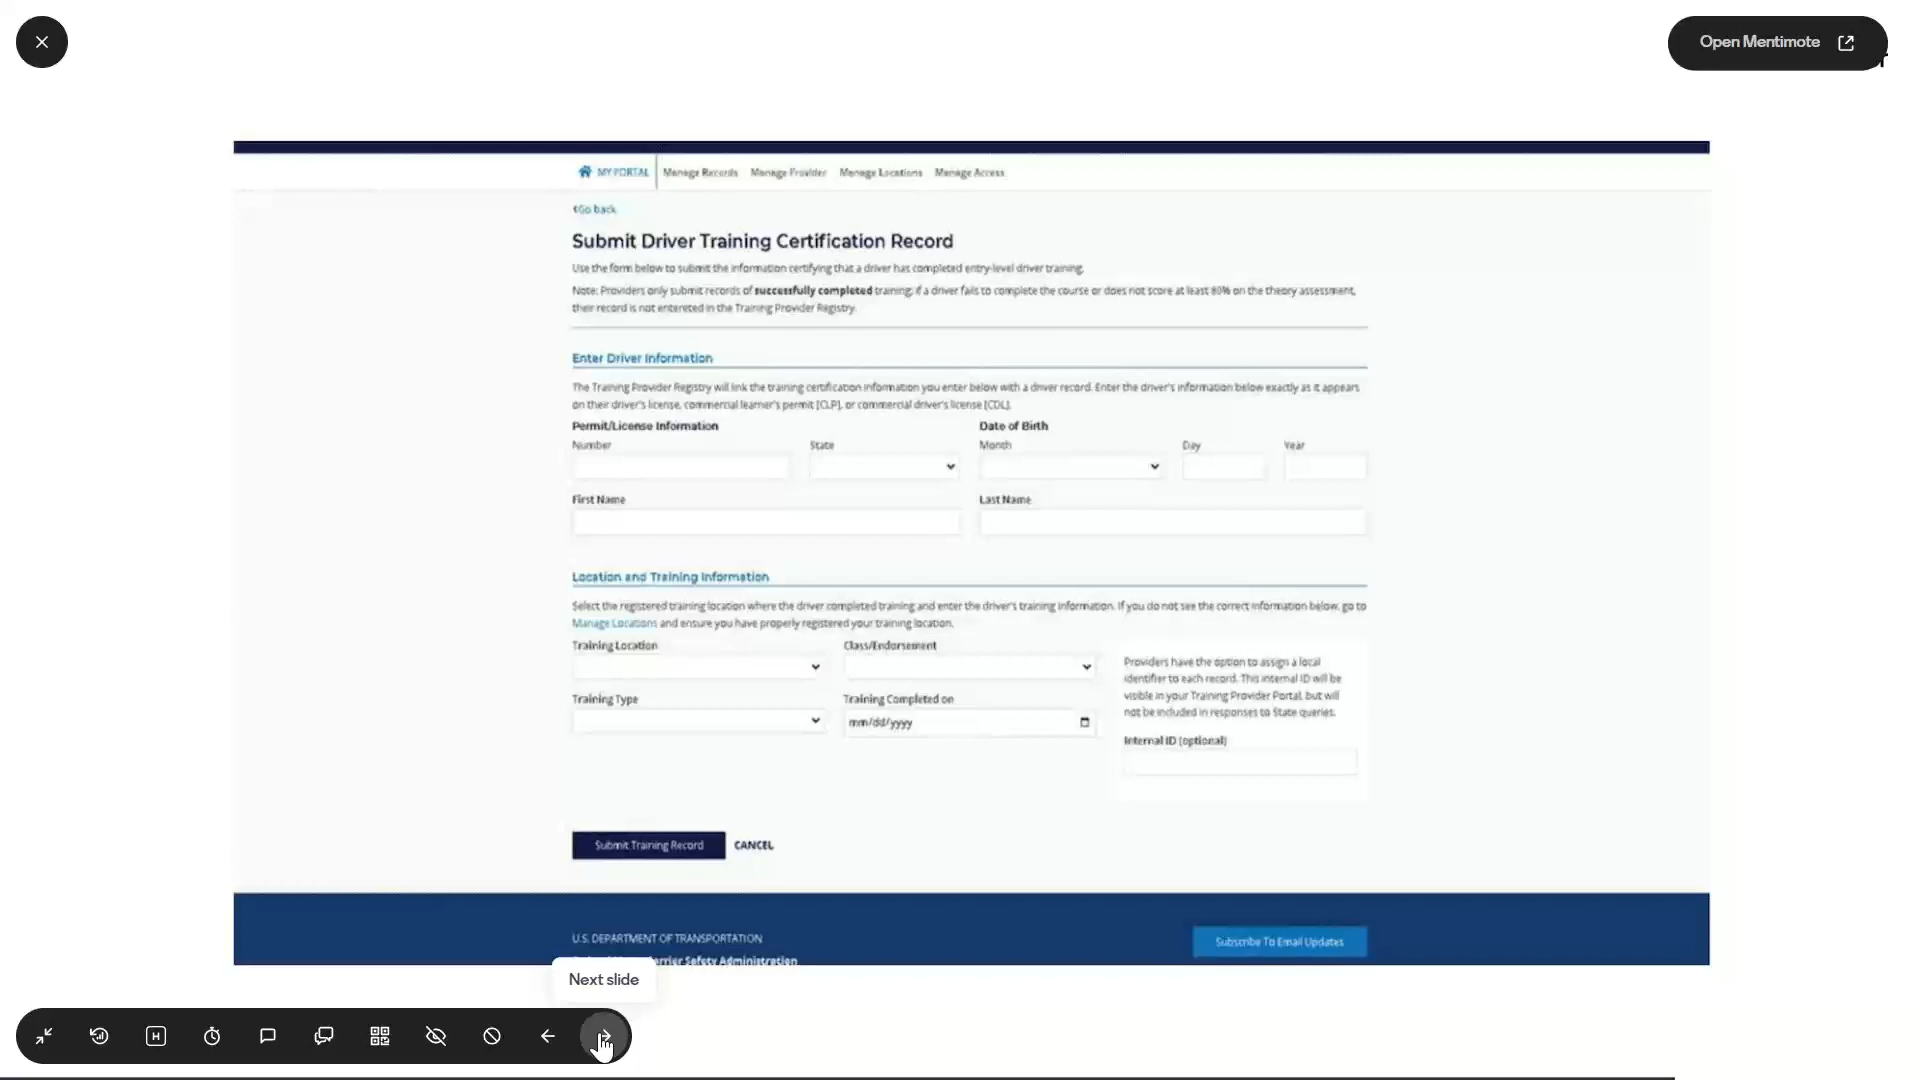 Open Mentimote
MY PORTAL Manage Records Manage Provider Manage Locations Manage Access
Go back
Submit Driver Training Certification Record
Use the form below to submit the information certifying that a driver has completed entry-level driver training.
Note: Providers only submit records of successfully completed training; if a driver fails to complete the course or does not score at least 80% on the theory assessment,
their record is not entereted in the Training Provider Registry.
Enter Driver Information
The Training Provider Registry will link the training certification information you enter below with a driver record. Enter the driver's information below exactly as it appears
on their driver's license, commercial learner's permit [CLP], or commercial driver's license [CDL].
Permit/License Information Date of Birth
Number State Month Day Year
First Name Last Name
Location and Training Information
Select the registered training location where the driver completed training and enter the driver's training information. If you do not see the correct information below, go to
Manage Locations and ensure you have properly registered your training location.
Training Location Class/Endorsement
Training Type Training Completed on
mm/dd/yyyy
Providers have the option to assign a local
identifier to each record. This internal ID will be
visible in your Training Provider Portal, but will
not be included in responses to State queries.
Internal ID (optional)
Submit Training Record CANCEL
U.S. DEPARTMENT OF TRANSPORTATION
Subscribe To Email Updates
Safety Administration
Next slide
H